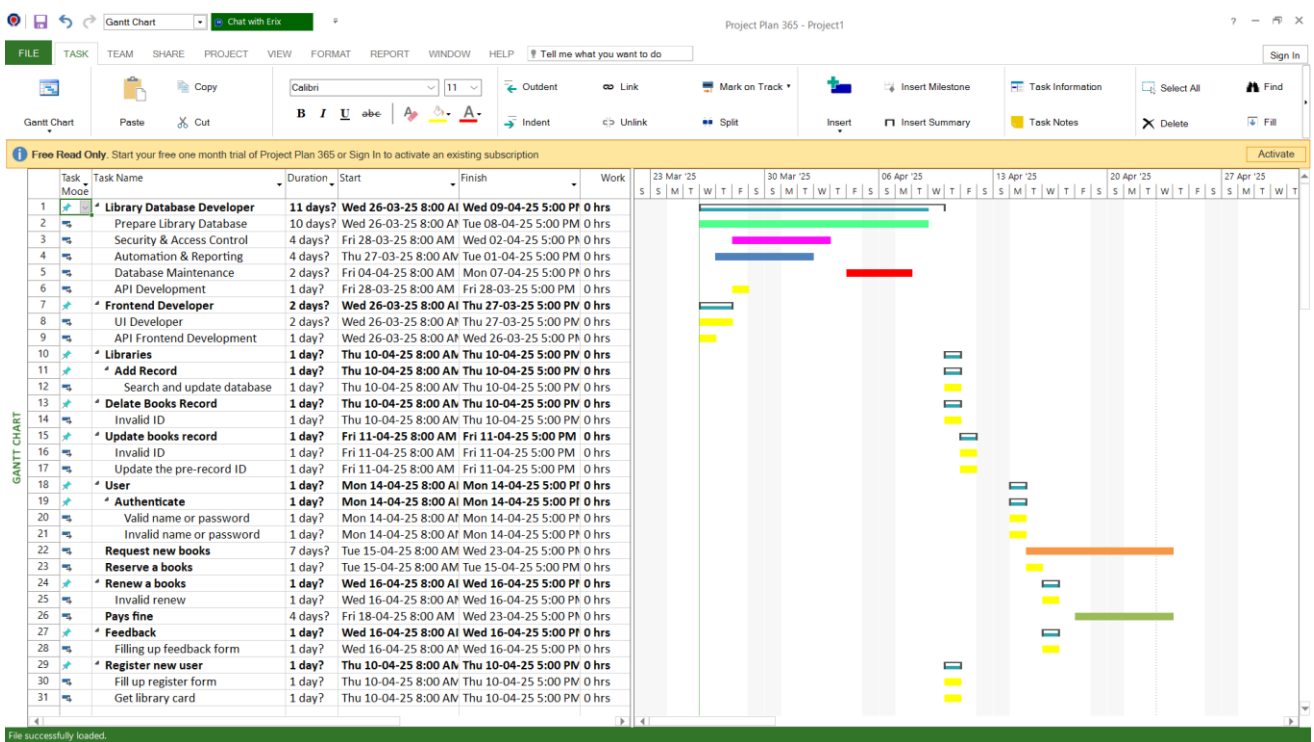 Gantt Chart Chat with Erix Project Plan 365 - Project1 ?
FILE TASK TEAM SHARE PROJECT VIEW FORMAT REPORT WINDOW HELP Tell me what you want to do Sign In
Copy Calibri 11 Outdent Link Mark on Track Insert Milestone Task Information Select All Find
Gantt Chart Paste Cut B I U abc A A Indent Unlink Split Insert Insert Summary Task Notes Delete Fill
Free Read Only. Start your free one month trial of Project Plan 365 or Sign In to activate an existing subscription Activate
Task Mode Task Name Duration Start Finish Work 23 Mar '25 30 Mar '25 06 Apr '25 13 Apr '25 20 Apr '25 27 Apr '25
S S M T W T F S S M T W T F S S M T W T F S S M T W T F S S M T W T F S S M T W T
1 Library Database Developer 11 days? Wed 26-03-25 8:00 AM Wed 09-04-25 5:00 PM 0 hrs
2 Prepare Library Database 10 days? Wed 26-03-25 8:00 AM Tue 08-04-25 5:00 PM 0 hrs
3 Security & Access Control 4 days? Fri 28-03-25 8:00 AM Wed 02-04-25 5:00 PM 0 hrs
4 Automation & Reporting 4 days? Thu 27-03-25 8:00 AM Tue 01-04-25 5:00 PM 0 hrs
5 Database Maintenance 2 days? Fri 04-04-25 8:00 AM Mon 07-04-25 5:00 PM 0 hrs
6 API Development 1 day? Fri 28-03-25 8:00 AM Fri 28-03-25 5:00 PM 0 hrs
7 Frontend Developer 2 days? Wed 26-03-25 8:00 AM Thu 27-03-25 5:00 PM 0 hrs
8 UI Developer 2 days? Wed 26-03-25 8:00 AM Thu 27-03-25 5:00 PM 0 hrs
9 API Frontend Development 1 day? Wed 26-03-25 8:00 AM Wed 26-03-25 5:00 PM 0 hrs
10 Libraries 1 day? Thu 10-04-25 8:00 AM Thu 10-04-25 5:00 PM 0 hrs
11 Add Record 1 day? Thu 10-04-25 8:00 AM Thu 10-04-25 5:00 PM 0 hrs
12 Search and update database 1 day? Thu 10-04-25 8:00 AM Thu 10-04-25 5:00 PM 0 hrs
13 Delate Books Record 1 day? Thu 10-04-25 8:00 AM Thu 10-04-25 5:00 PM 0 hrs
14 Invalid ID 1 day? Thu 10-04-25 8:00 AM Thu 10-04-25 5:00 PM 0 hrs
15 Update books record 1 day? Fri 11-04-25 8:00 AM Fri 11-04-25 5:00 PM 0 hrs
16 Invalid ID 1 day? Fri 11-04-25 8:00 AM Fri 11-04-25 5:00 PM 0 hrs
17 Update the pre-record ID 1 day? Fri 11-04-25 8:00 AM Fri 11-04-25 5:00 PM 0 hrs
18 User 1 day? Mon 14-04-25 8:00 AM Mon 14-04-25 5:00 PM 0 hrs
19 Authenticate 1 day? Mon 14-04-25 8:00 AM Mon 14-04-25 5:00 PM 0 hrs
20 Valid name or password 1 day? Mon 14-04-25 8:00 AM Mon 14-04-25 5:00 PM 0 hrs
21 Invalid name or password 1 day? Mon 14-04-25 8:00 AM Mon 14-04-25 5:00 PM 0 hrs
22 Request new books 7 days? Tue 15-04-25 8:00 AM Wed 23-04-25 5:00 PM 0 hrs
23 Reserve a books 1 day? Tue 15-04-25 8:00 AM Tue 15-04-25 5:00 PM 0 hrs
24 Renew a books 1 day? Wed 16-04-25 8:00 AM Wed 16-04-25 5:00 PM 0 hrs
25 Invalid renew 1 day? Wed 16-04-25 8:00 AM Wed 16-04-25 5:00 PM 0 hrs
26 Pays fine 4 days? Fri 18-04-25 8:00 AM Wed 23-04-25 5:00 PM 0 hrs
27 Feedback 1 day? Wed 16-04-25 8:00 AM Wed 16-04-25 5:00 PM 0 hrs
28 Filling up feedback form 1 day? Wed 16-04-25 8:00 AM Wed 16-04-25 5:00 PM 0 hrs
29 Register new user 1 day? Thu 10-04-25 8:00 AM Thu 10-04-25 5:00 PM 0 hrs
30 Fill up register form 1 day? Thu 10-04-25 8:00 AM Thu 10-04-25 5:00 PM 0 hrs
31 Get library card 1 day? Thu 10-04-25 8:00 AM Thu 10-04-25 5:00 PM 0 hrs
GANTT CHART
File successfully loaded.